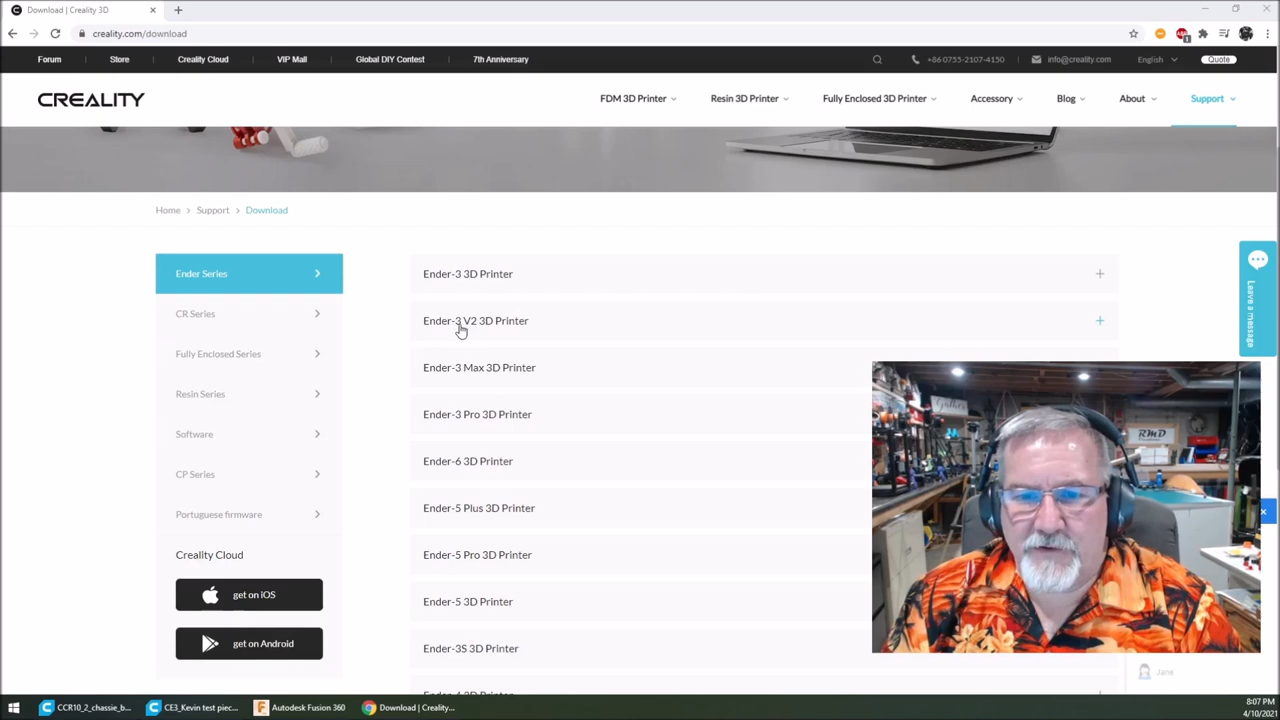 Download | Creality 3D
creality.com/download
Forum
Store
Creality Cloud
VIP Mall
Global DIY Contest
7th Anniversary
+86 0755-2107-4150
info@creality.com
English
Quote
CREALITY
FDM 3D Printer
Resin 3D Printer
Fully Enclosed 3D Printer
Accessory
Blog
About
Support
Home > Support > Download
Ender Series
CR Series
Fully Enclosed Series
Resin Series
Software
CP Series
Portuguese firmware
Creality Cloud
get on iOS
get on Android
Ender-3 3D Printer
Ender-3 V2 3D Printer
Ender-3 Max 3D Printer
Ender-3 Pro 3D Printer
Ender-6 3D Printer
Ender-5 Plus 3D Printer
Ender-5 Pro 3D Printer
Ender-5 3D Printer
Ender-3S 3D Printer
Leave a message
RMD
Jane
CCR10_2_chassie_b...
CE3_Kevin test piec...
Autodesk Fusion 360
Download | Creality...
8:07 PM
4/10/2021